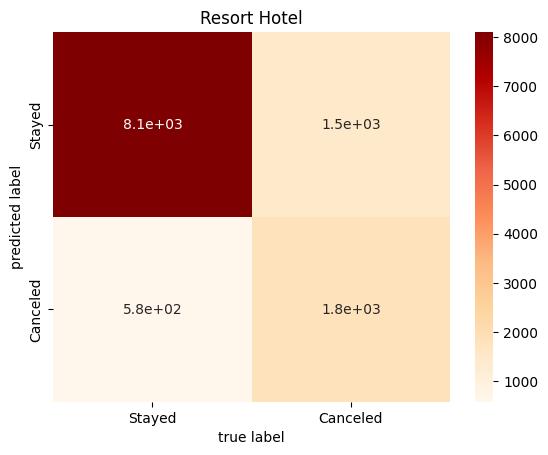 Resort Hotel
Stayed
Canceled
predicted label
8.1e+03
1.5e+03
5.8e+02
1.8e+03
Stayed
Canceled
true label
8000
7000
6000
5000
4000
3000
2000
1000